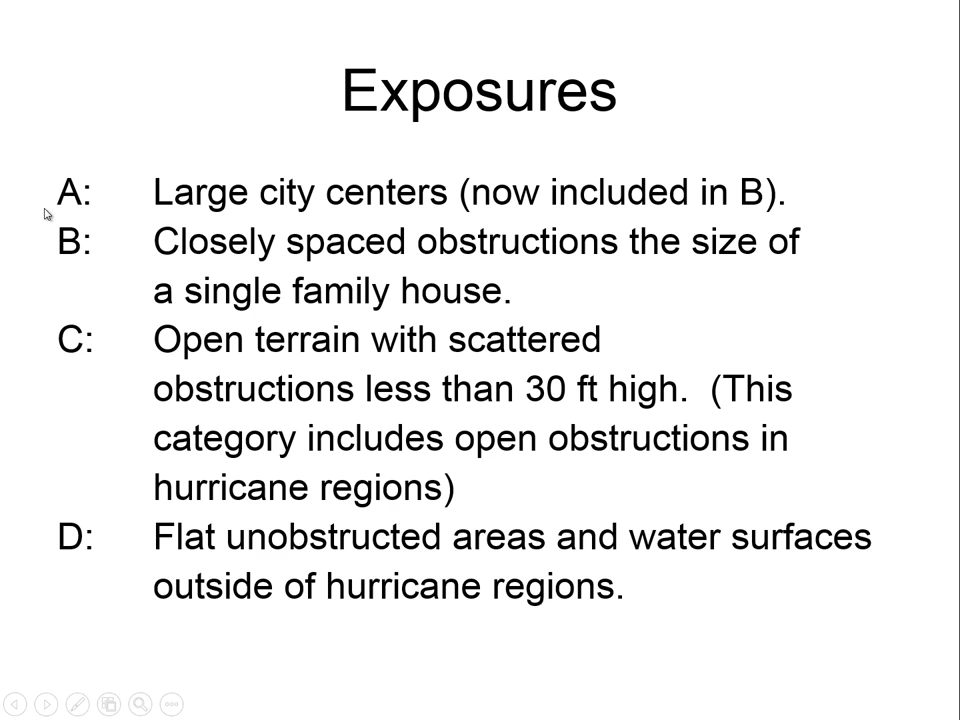 Exposures
A: Large city centers (now included in B).
B: Closely spaced obstructions the size of
a single family house.
C: Open terrain with scattered
obstructions less than 30 ft high.  (This
category includes open obstructions in
hurricane regions)
D: Flat unobstructed areas and water surfaces
outside of hurricane regions.